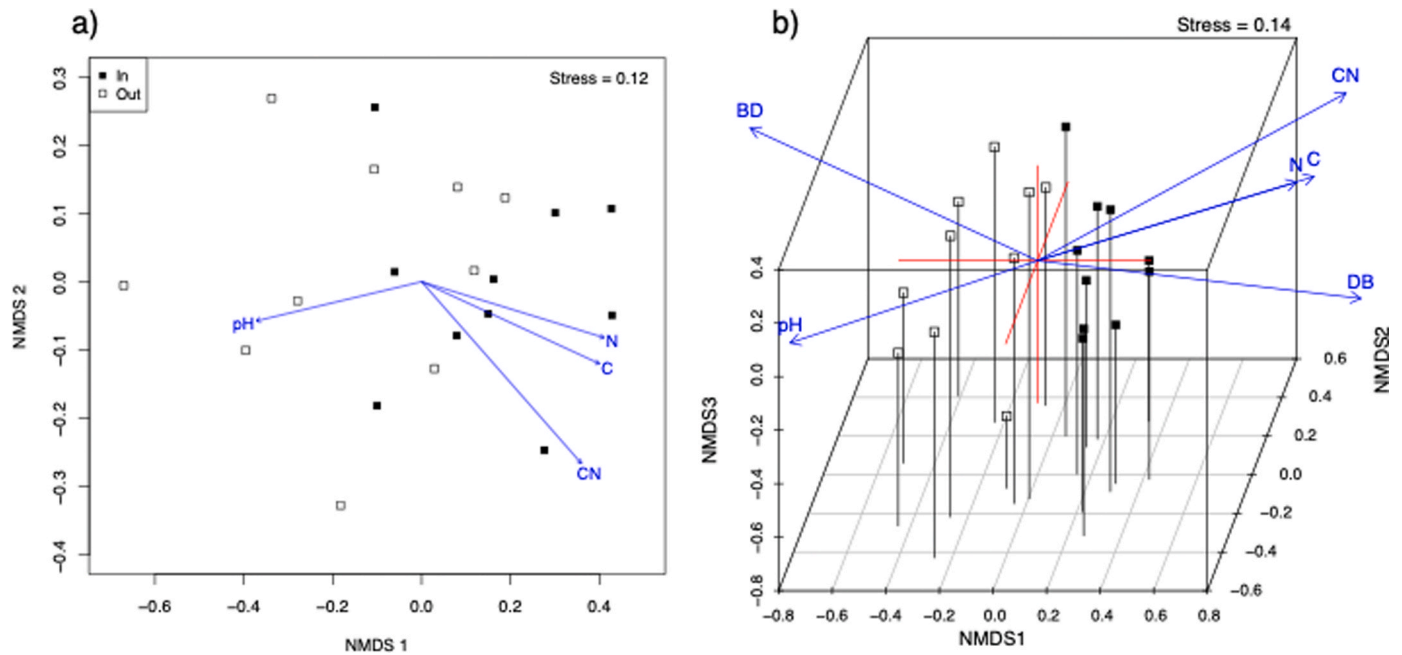 a)
In
Out
Stress = 0.12
0.3
0.2
0.1
0.0
−0.1
−0.2
−0.3
−0.4
NMDS 2
pH
N
C
CN
−0.6
−0.4
−0.2
0.0
0.2
0.4
NMDS 1
b)
Stress = 0.14
CN
BD
N C
DB
pH
0.4
0.2
0.0
−0.2
−0.4
−0.6
−0.8
NMDS3
0.6
0.4
0.2
0.0
−0.2
−0.4
−0.6
NMDS2
−0.8
−0.6
−0.4
−0.2
0.0
0.2
0.4
0.6
0.8
NMDS1